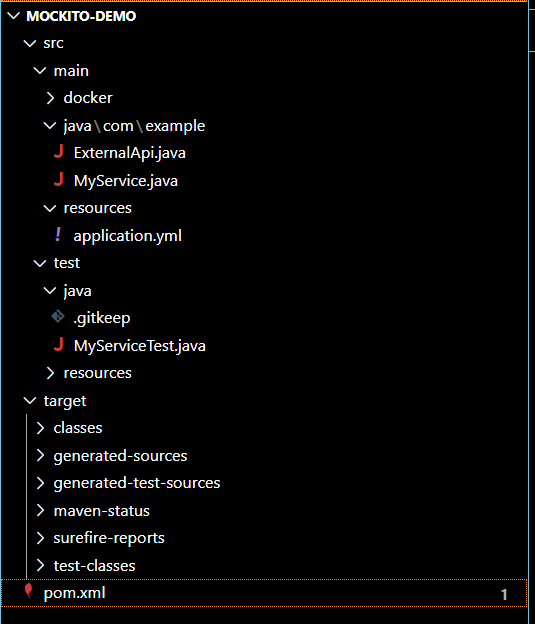 MOCKITO-DEMO
src
main
docker
java\com\example
ExternalApi.java
MyService.java
resources
application.yml
test
java
.gitkeep
MyServiceTest.java
resources
target
classes
generated-sources
generated-test-sources
maven-status
surefire-reports
test-classes
pom.xml 1